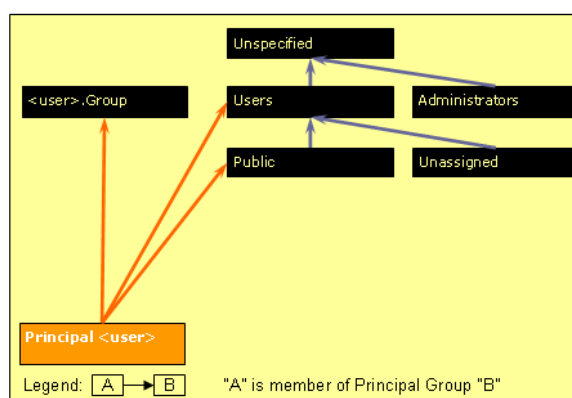 Unspecified
<user>.Group
Users
Administrators
Public
Unassigned
Principal <user>
Legend: A B "A" is member of Principal Group "B"